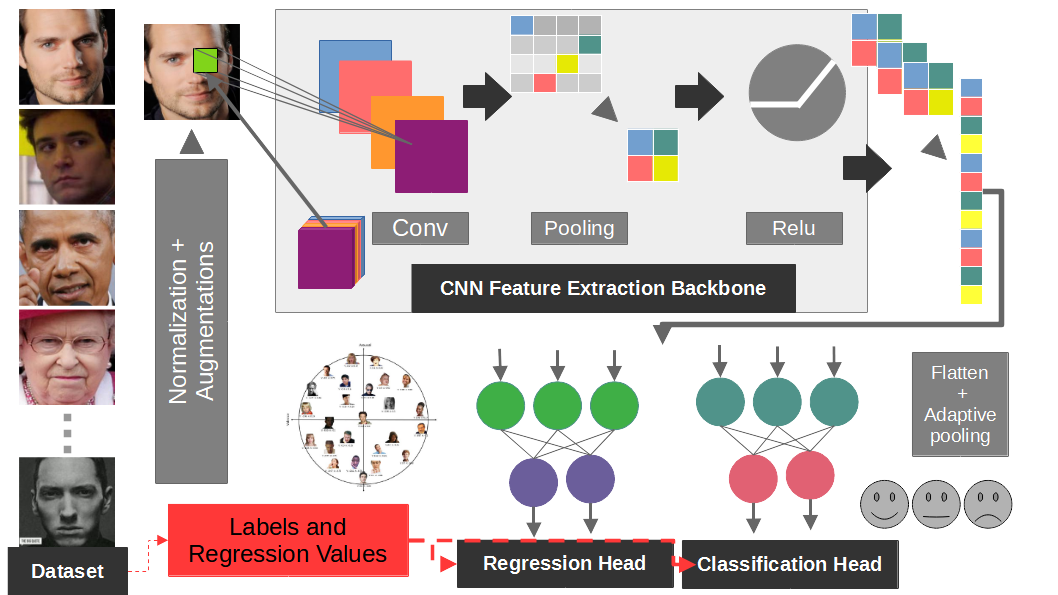 Normalization +
Augmentations
Conv
Pooling
Relu
CNN Feature Extraction Backbone
Flatten
+
Adaptive
pooling
Labels and
Regression Values
Dataset
Regression Head
Classification Head